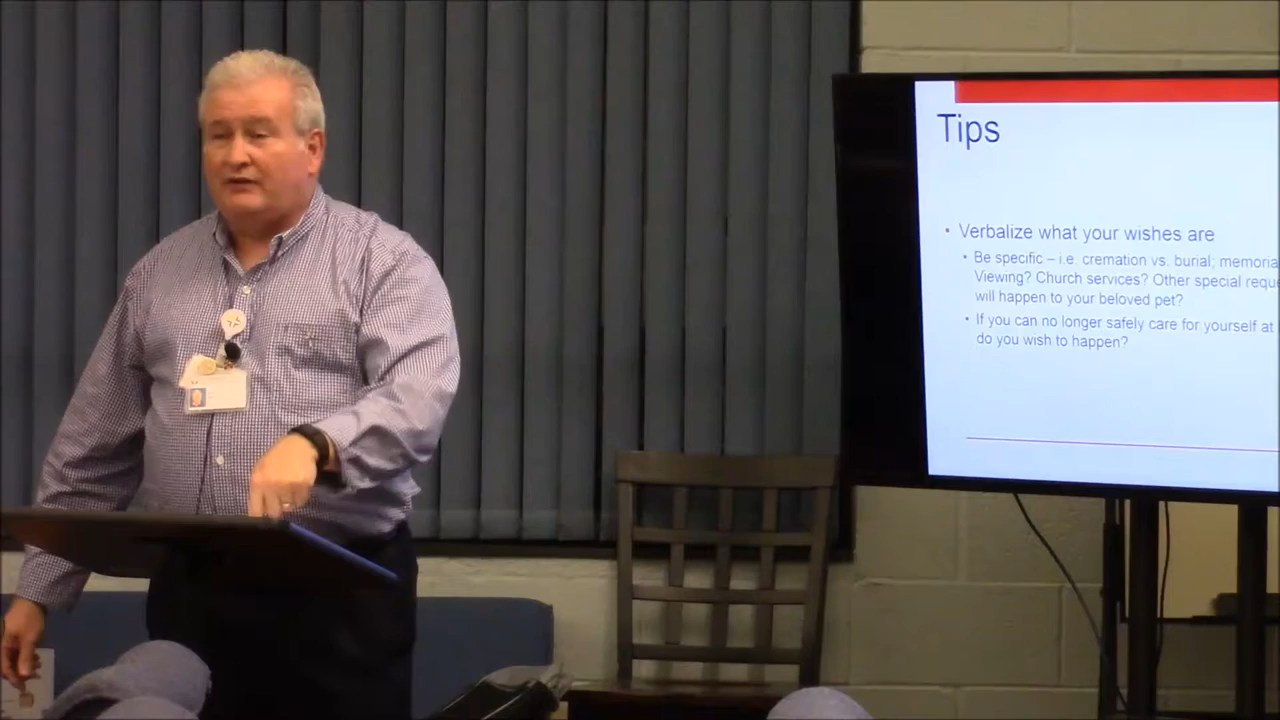 Tips
• Verbalize what your wishes are
• Be specific – i.e. cremation vs. burial; memoria
Viewing? Church services? Other special reque
will happen to your beloved pet?
• If you can no longer safely care for yourself at
do you wish to happen?